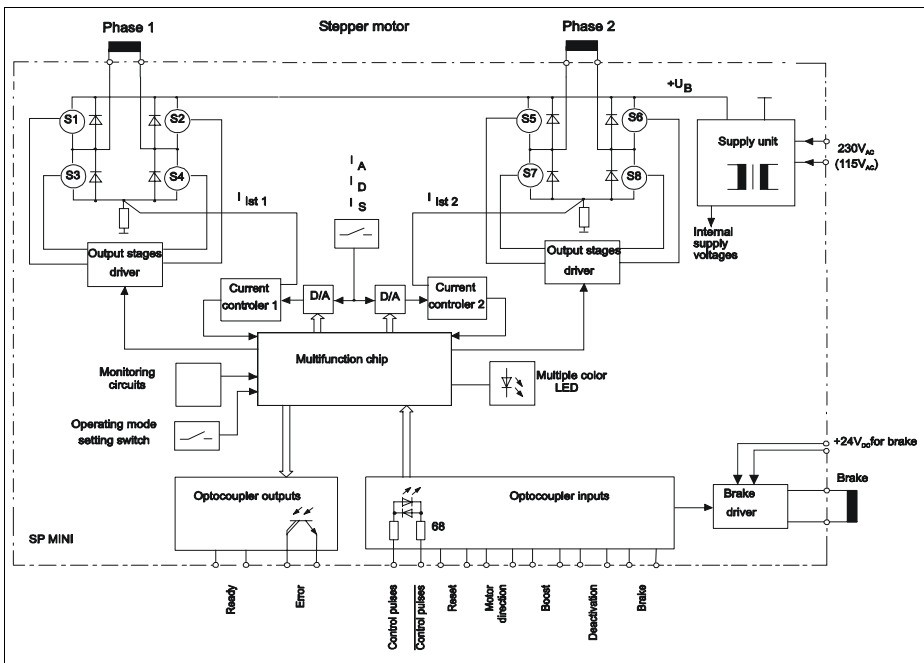 Phase 1
Stepper motor
Phase 2
+UB
S1
S2
S5
S6
Supply unit
230VAC
(115VAC)
S3
S4
S7
S8
I A
I D
I S
I Ist 1
I Ist 2
Internal
supply
voltages
Output stages
driver
Output stages
driver
Current
controler 1
D/A
D/A
Current
controler 2
Multifunction chip
Monitoring
circuits
Multiple color
LED
Operating mode
setting switch
+24VDC for brake
Optocoupler outputs
Optocoupler inputs
Brake
driver
Brake
68
SP MINI
Ready
Error
Control pulses
Control pulses
Reset
Motor
direction
Boost
Deactivation
Brake